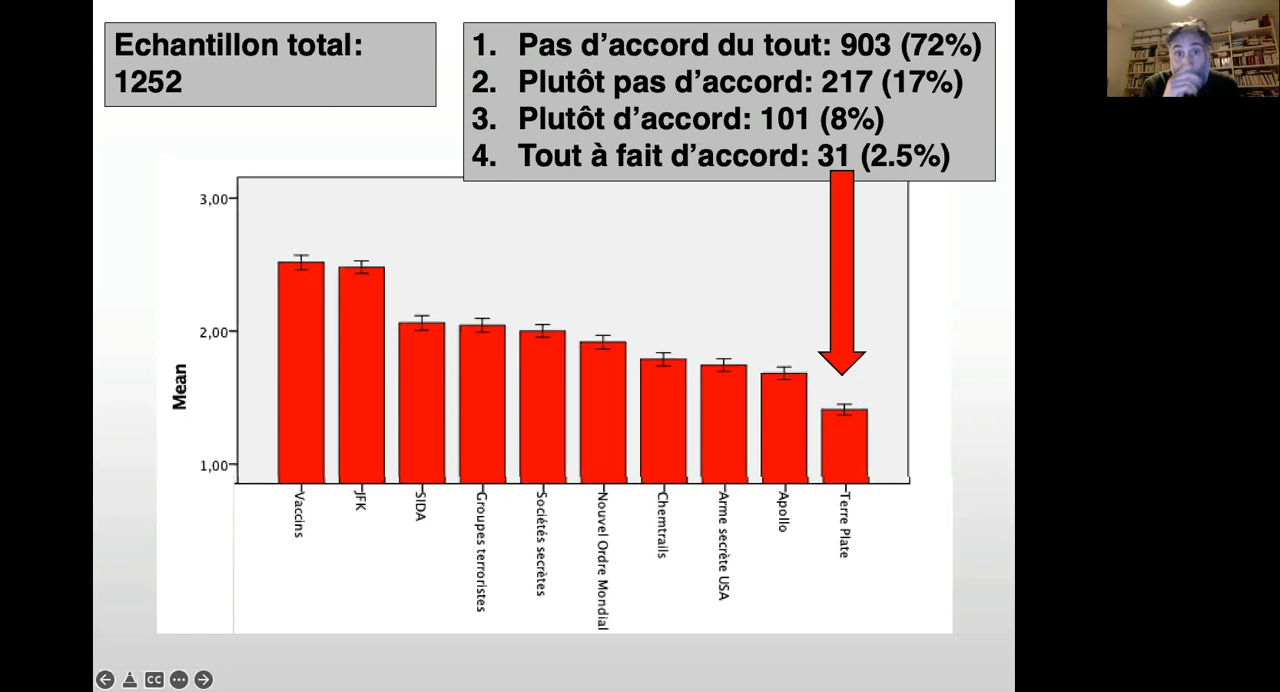 Echantillon total:
1252
1. Pas d’accord du tout: 903 (72%)
2. Plutôt pas d’accord: 217 (17%)
3. Plutôt d’accord: 101 (8%)
4. Tout à fait d’accord: 31 (2.5%)
3,00
2,00
1,00
Mean
Vaccins
JFK
SIDA
Groupes terroristes
Sociétés secrètes
Nouvel Ordre Mondial
Chemtrails
Arme secrète USA
Apollo
Terre Plate
CC